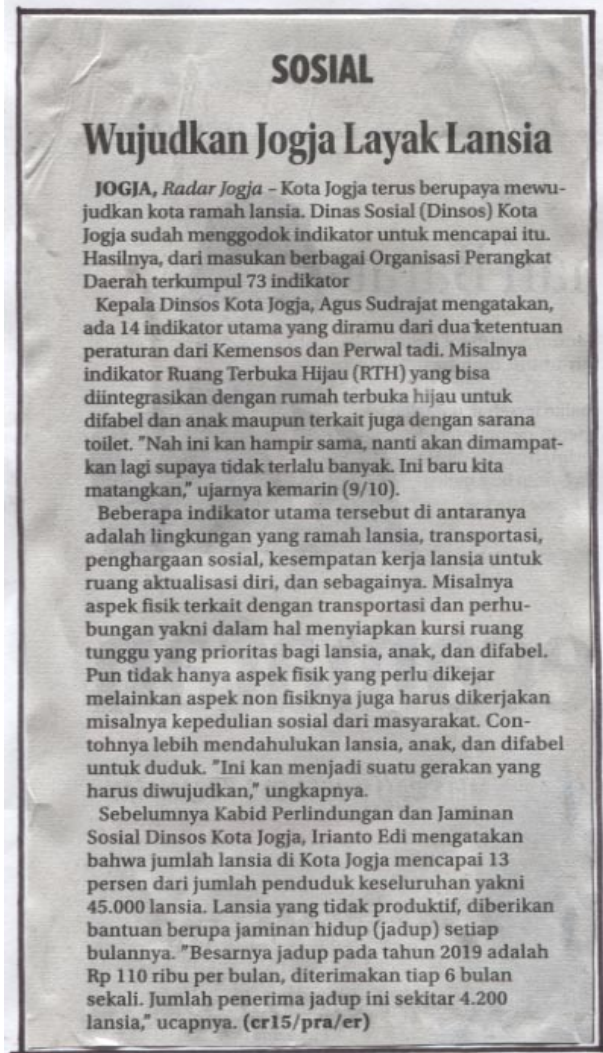 SOSIAL
Wujudkan Jogja Layak Lansia
JOGJA, Radar Jogja – Kota Jogja terus berupaya mewu-
judkan kota ramah lansia. Dinas Sosial (Dinsos) Kota
Jogja sudah menggodok indikator untuk mencapai itu.
Hasilnya, dari masukan berbagai Organisasi Perangkat
Daerah terkumpul 73 indikator
Kepala Dinsos Kota Jogja, Agus Sudrajat mengatakan,
ada 14 indikator utama yang diramu dari dua ketentuan
peraturan dari Kemensos dan Perwal tadi. Misalnya
indikator Ruang Terbuka Hijau (RTH) yang bisa
diintegrasikan dengan rumah terbuka hijau untuk
difabel dan anak maupun terkait juga dengan sarana
toilet. "Nah ini kan hampir sama, nanti akan dimampat-
kan lagi supaya tidak terlalu banyak. Ini baru kita
matangkan," ujarnya kemarin (9/10).
Beberapa indikator utama tersebut di antaranya
adalah lingkungan yang ramah lansia, transportasi,
penghargaan sosial, kesempatan kerja lansia untuk
ruang aktualisasi diri, dan sebagainya. Misalnya
aspek fisik terkait dengan transportasi dan perhu-
bungan yakni dalam hal menyiapkan kursi ruang
tunggu yang prioritas bagi lansia, anak, dan difabel.
Pun tidak hanya aspek fisik yang perlu dikejar
melainkan aspek non fisiknya juga harus dikerjakan
misalnya kepedulian sosial dari masyarakat. Con-
tohnya lebih mendahulukan lansia, anak, dan difabel
untuk duduk. "Ini kan menjadi suatu gerakan yang
harus diwujudkan," ungkapnya.
Sebelumnya Kabid Perlindungan dan Jaminan
Sosial Dinsos Kota Jogja, Irianto Edi mengatakan
bahwa jumlah lansia di Kota Jogja mencapai 13
persen dari jumlah penduduk keseluruhan yakni
45.000 lansia. Lansia yang tidak produktif, diberikan
bantuan berupa jaminan hidup (jadup) setiap
bulannya. "Besarnya jadup pada tahun 2019 adalah
Rp 110 ribu per bulan, diterimakan tiap 6 bulan
sekali. Jumlah penerima jadup ini sekitar 4.200
lansia," ucapnya. (cr15/pra/er)